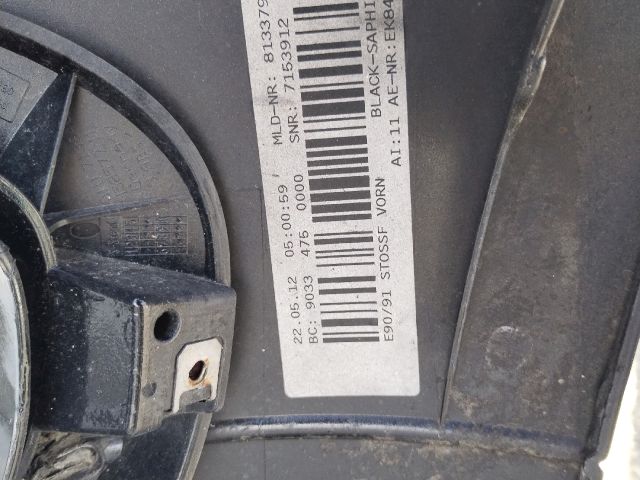 22.05.12 05:00:59 MLD-NR: 813379
BC: 9033 475 0000 SNR: 7153912
E90/91 STOSSF VORN BLACK-SAPHI
AI:11 AE-NR:EK84